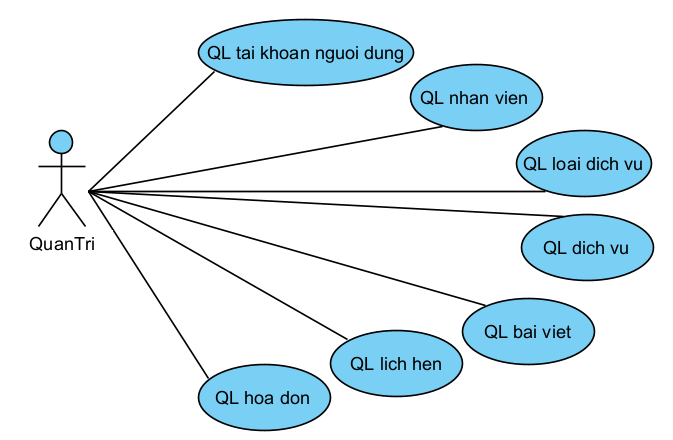 QL tai khoan nguoi dung
QL nhan vien
QL loai dich vu
QuanTri
QL dich vu
QL bai viet
QL lich hen
QL hoa don